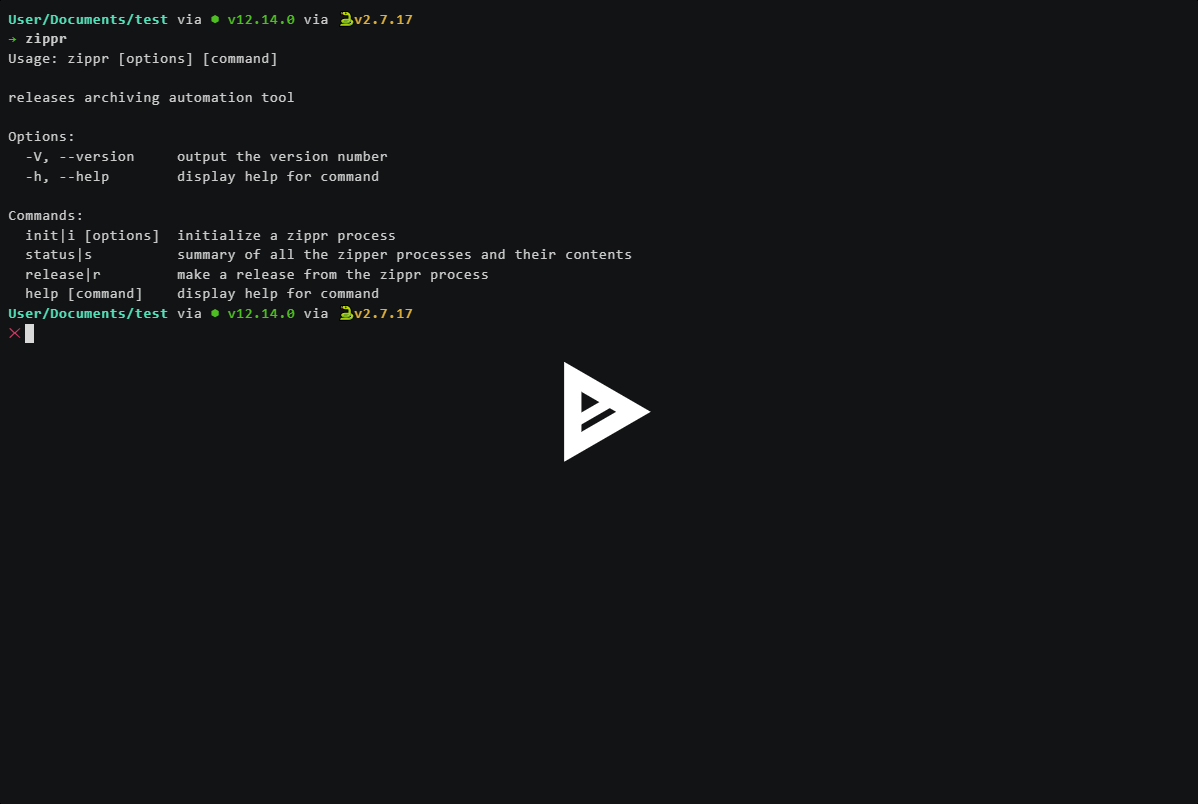 User/Documents/test via ⬢ v12.14.0 via 🐍v2.7.17
→ zippr
Usage: zippr [options] [command]
releases archiving automation tool
Options:
  -V, --version     output the version number
  -h, --help        display help for command
Commands:
  init|i [options]  initialize a zippr process
  status|s          summary of all the zipper processes and their contents
  release|r         make a release from the zippr process
  help [command]    display help for command
User/Documents/test via ⬢ v12.14.0 via 🐍v2.7.17
✕